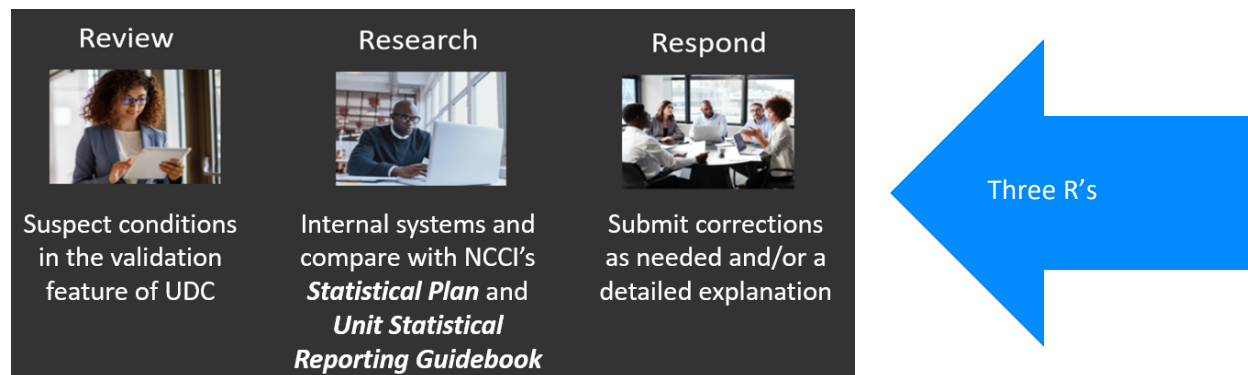 Review
Suspect conditions
in the validation
feature of UDC
Research
Internal systems and
compare with NCCI’s
Statistical Plan and
Unit Statistical
Reporting Guidebook
Respond
Submit corrections
as needed and/or a
detailed explanation
Three R’s